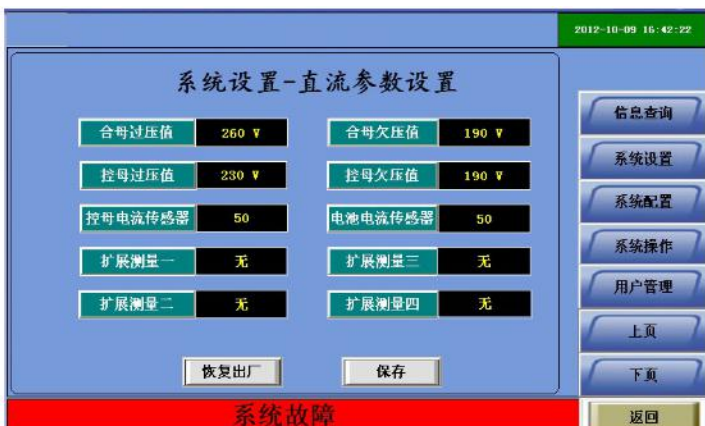 2012-10-09 16:42:22
系统设置-直流参数设置
合母过压值 260 V 合母欠压值 190 V
控母过压值 230 V 控母欠压值 190 V
控母电流传感器 50 电池电流传感器 50
扩展测量一 无 扩展测量三 无
扩展测量二 无 扩展测量四 无
恢复出厂 保存
系统故障
信息查询
系统设置
系统配置
系统操作
用户管理
上页
下页
返回